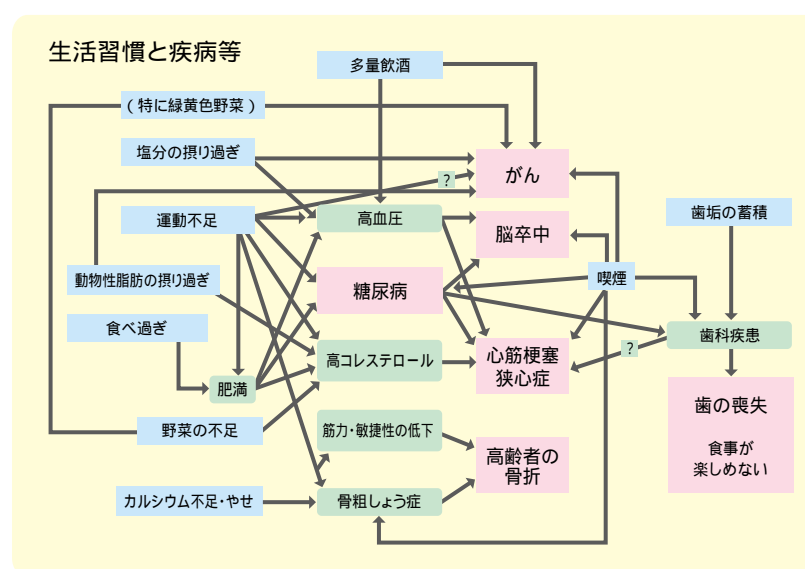 生活習慣と疾病等
多量飲酒
(特に緑黄色野菜)
塩分の摂り過ぎ
?
がん
運動不足
高血圧
脳卒中
歯垢の蓄積
動物性脂肪の摂り過ぎ
糖尿病
喫煙
食べ過ぎ
高コレステロール
心筋梗塞
狭心症
?
歯科疾患
肥満
野菜の不足
筋力・敏捷性の低下
高齢者の
骨折
歯の喪失
食事が
楽しめない
カルシウム不足・やせ
骨粗しょう症